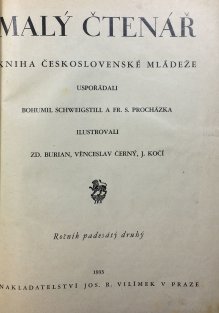 MALÝ ČTENÁŘ
KNIHA ČESKOSLOVENSKÉ MLÁDEŽE
USPOŘÁDALI
BOHUMIL SCHWEIGSTILL A FR. S. PROCHÁZKA
ILUSTROVALI
ZD. BURIAN, VĚNCESLAV ČERNÝ, J. KOČÍ
Ročník padesátý druhý
1933
NAKLADATELSTVÍ JOS. R. VILÍMEK V PRAZE